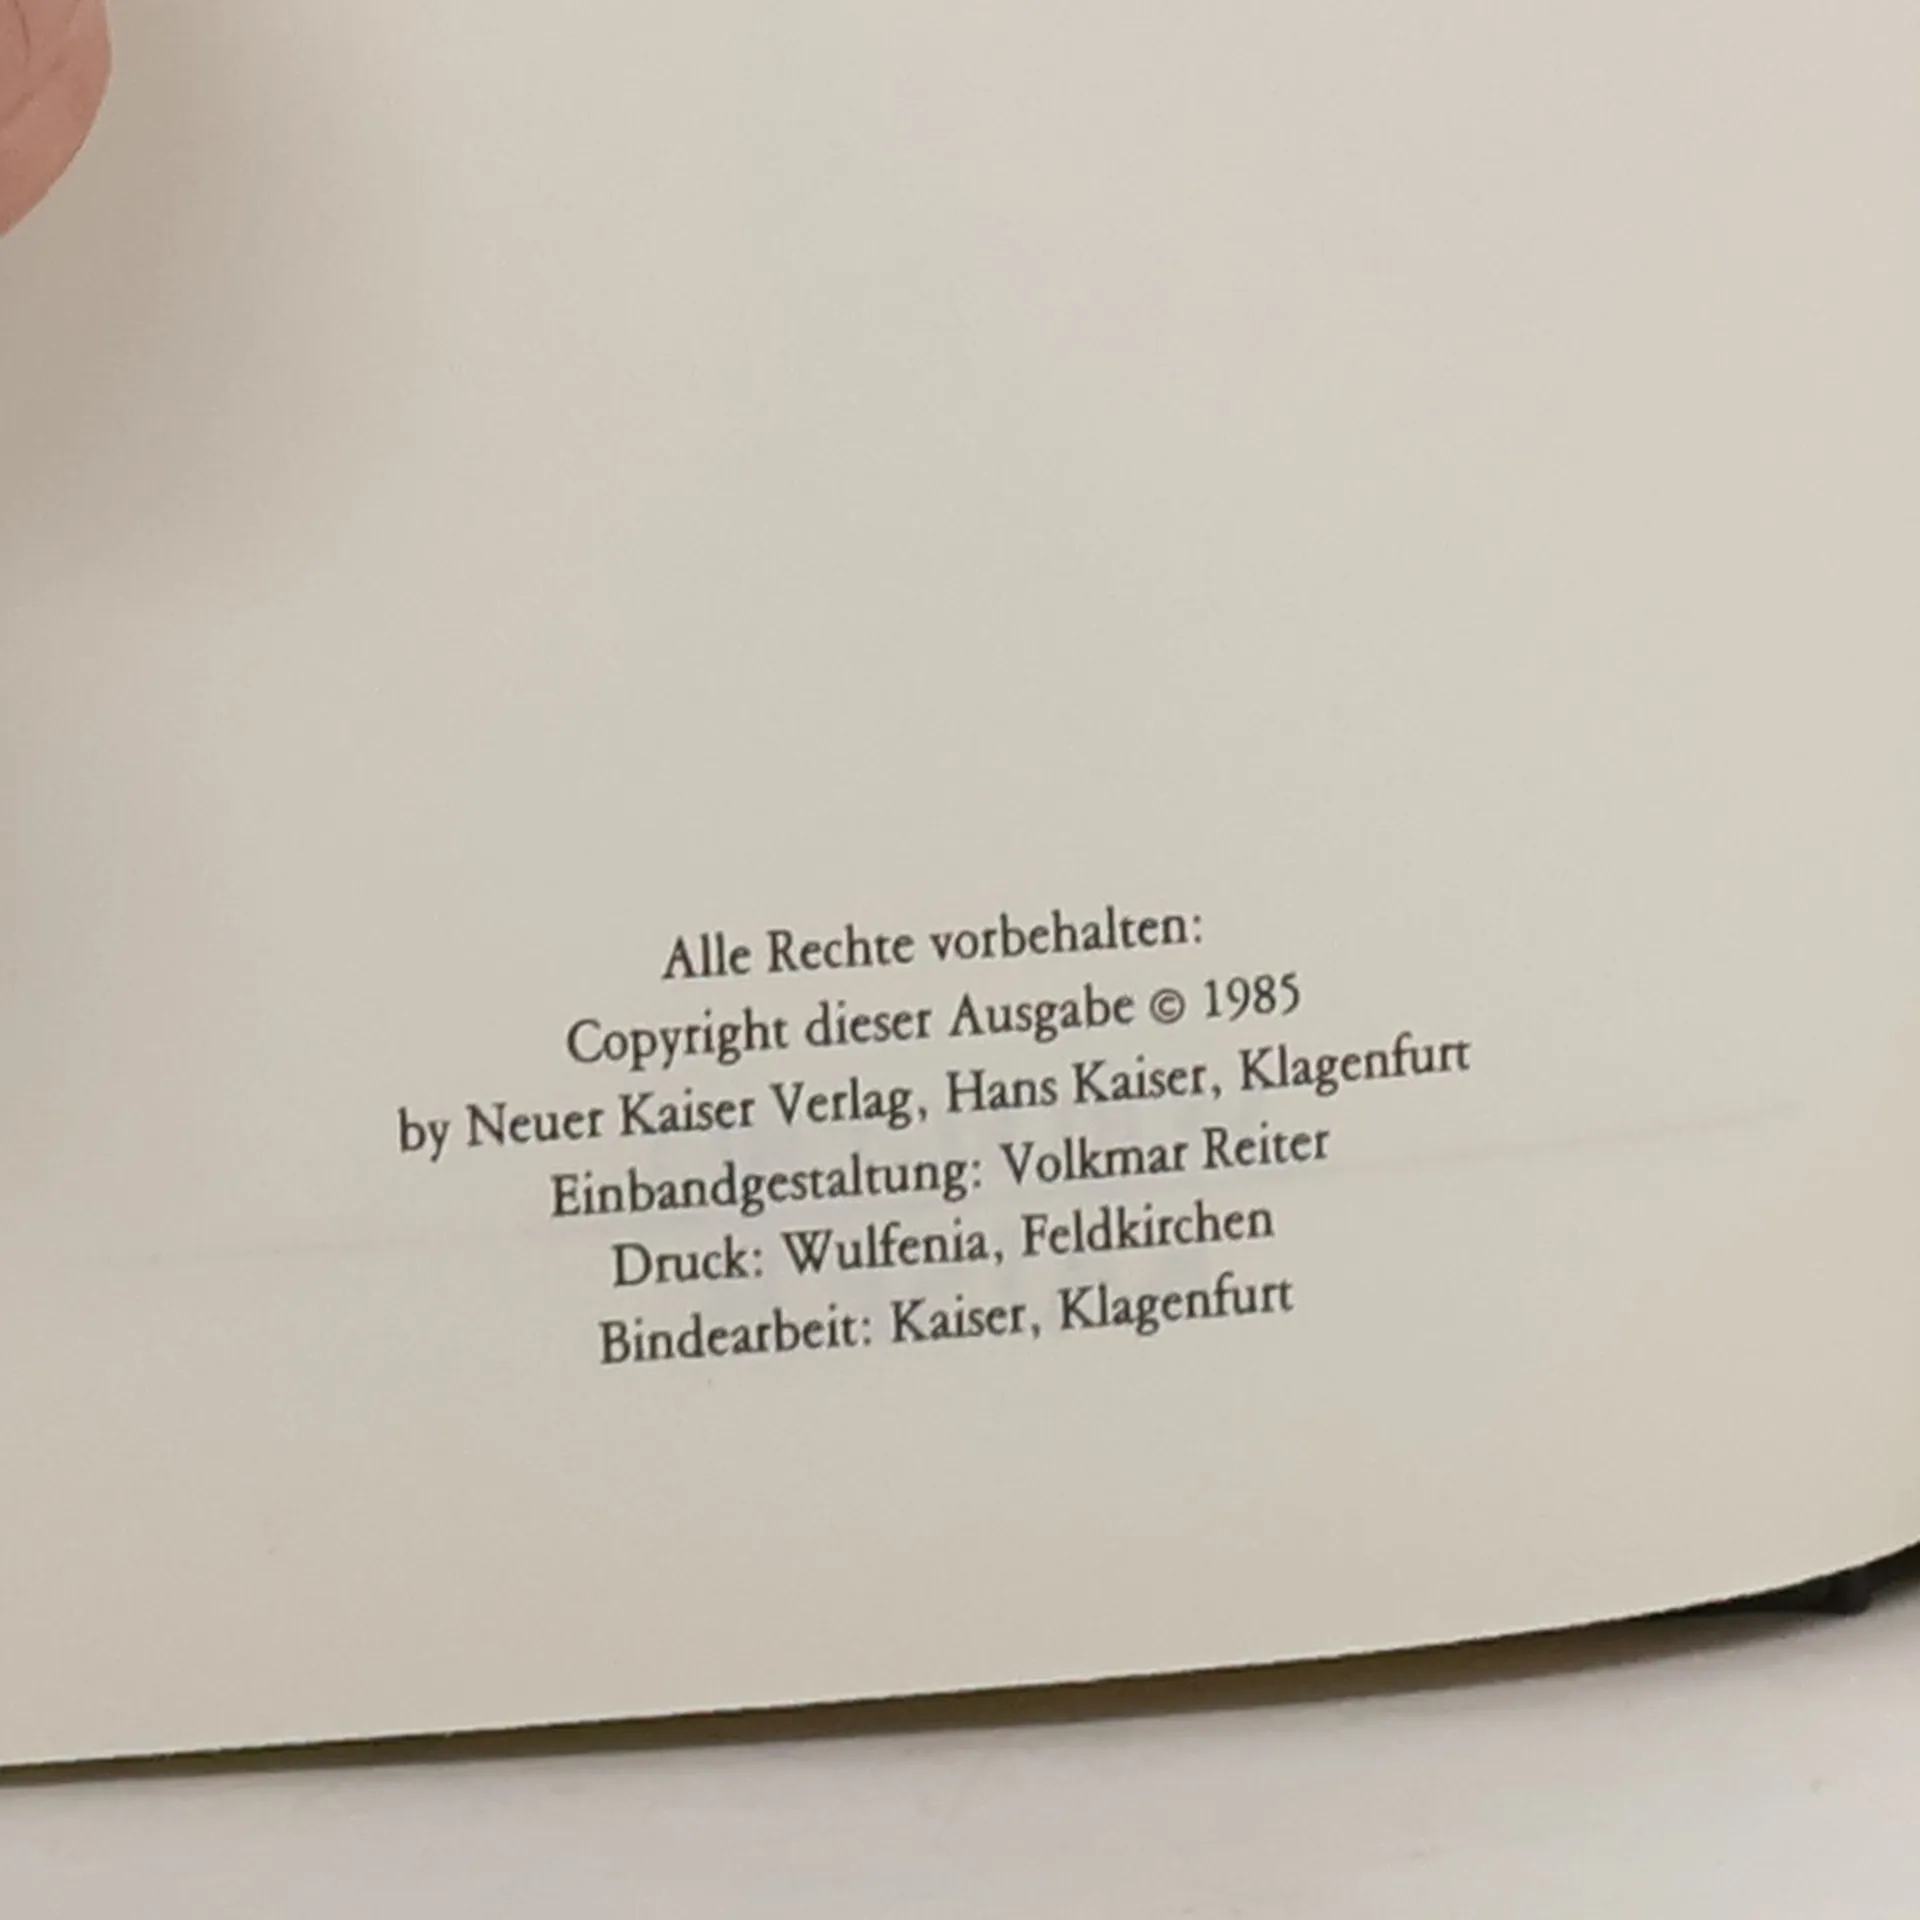 Alle Rechte vorbehalten:
Copyright dieser Ausgabe © 1985
by Neuer Kaiser Verlag, Hans Kaiser, Klagenfurt
Einbandgestaltung: Volkmar Reiter
Druck: Wulfenia, Feldkirchen
Bindearbeit: Kaiser, Klagenfurt